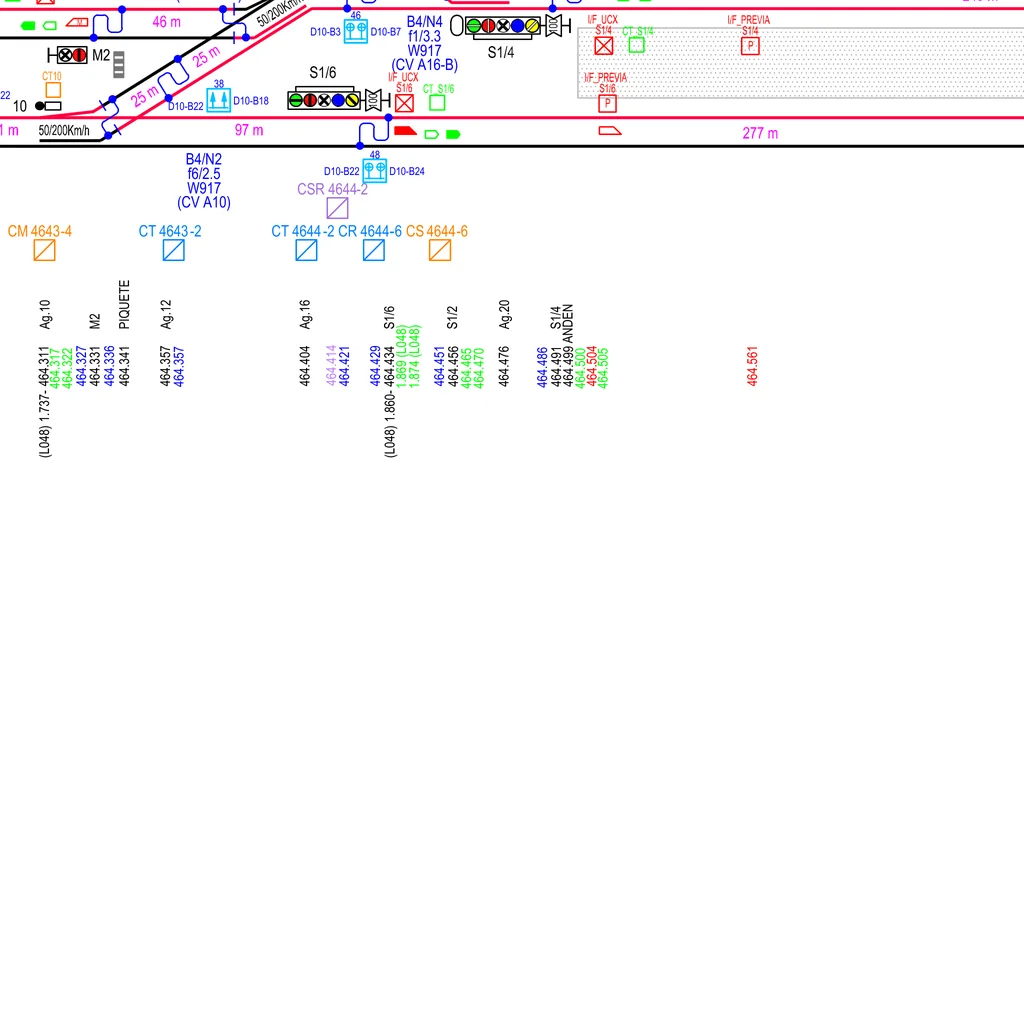 46 m
50/200Km/h
46
D10-B3
D10-B7
B4/N4
f1/3.3
W917
(CV A16-B)
S1/4
I/F_UCX
S1/4
CT_S1/4
I/F_PREVIA
S1/4
P
M2
25 m
S1/6
CT10
I/F_UCX
S1/6
CT_S1/6
I/F_PREVIA
S1/6
P
22
10
25 m
38
D10-B22
D10-B18
1 m
50/200Km/h
97 m
277 m
B4/N2
f6/2.5
W917
(CV A10)
48
D10-B22
D10-B24
CSR 4644-2
CM 4643-4
CT 4643-2
CT 4644-2
CR 4644-6
CS 4644-6
Ag.10
M2
PIQUETE
Ag.12
Ag.16
S1/6
S1/2
Ag.20
S1/4
ANDEN
(L048) 1.737- 464.311
464.317
464.322
464.327
464.331
464.336
464.341
464.357
464.357
464.404
464.414
464.421
464.429
(L048) 1.860- 464.434
1.869 (L048)
1.874 (L048)
464.451
464.456
464.465
464.470
464.476
464.486
464.491
464.499
464.500
464.504
464.505
464.561